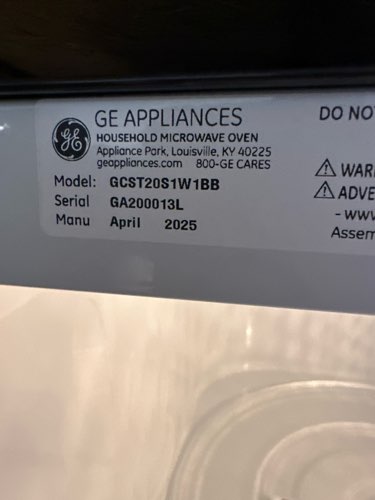 GE APPLIANCES
HOUSEHOLD MICROWAVE OVEN
Appliance Park, Louisville, KY 40225
geappliances.com 800-GE CARES
Model: GCST20S1W1BB
Serial GA200013L
Manu April 2025
DO NO
WAR
ADVE
- www
Assem